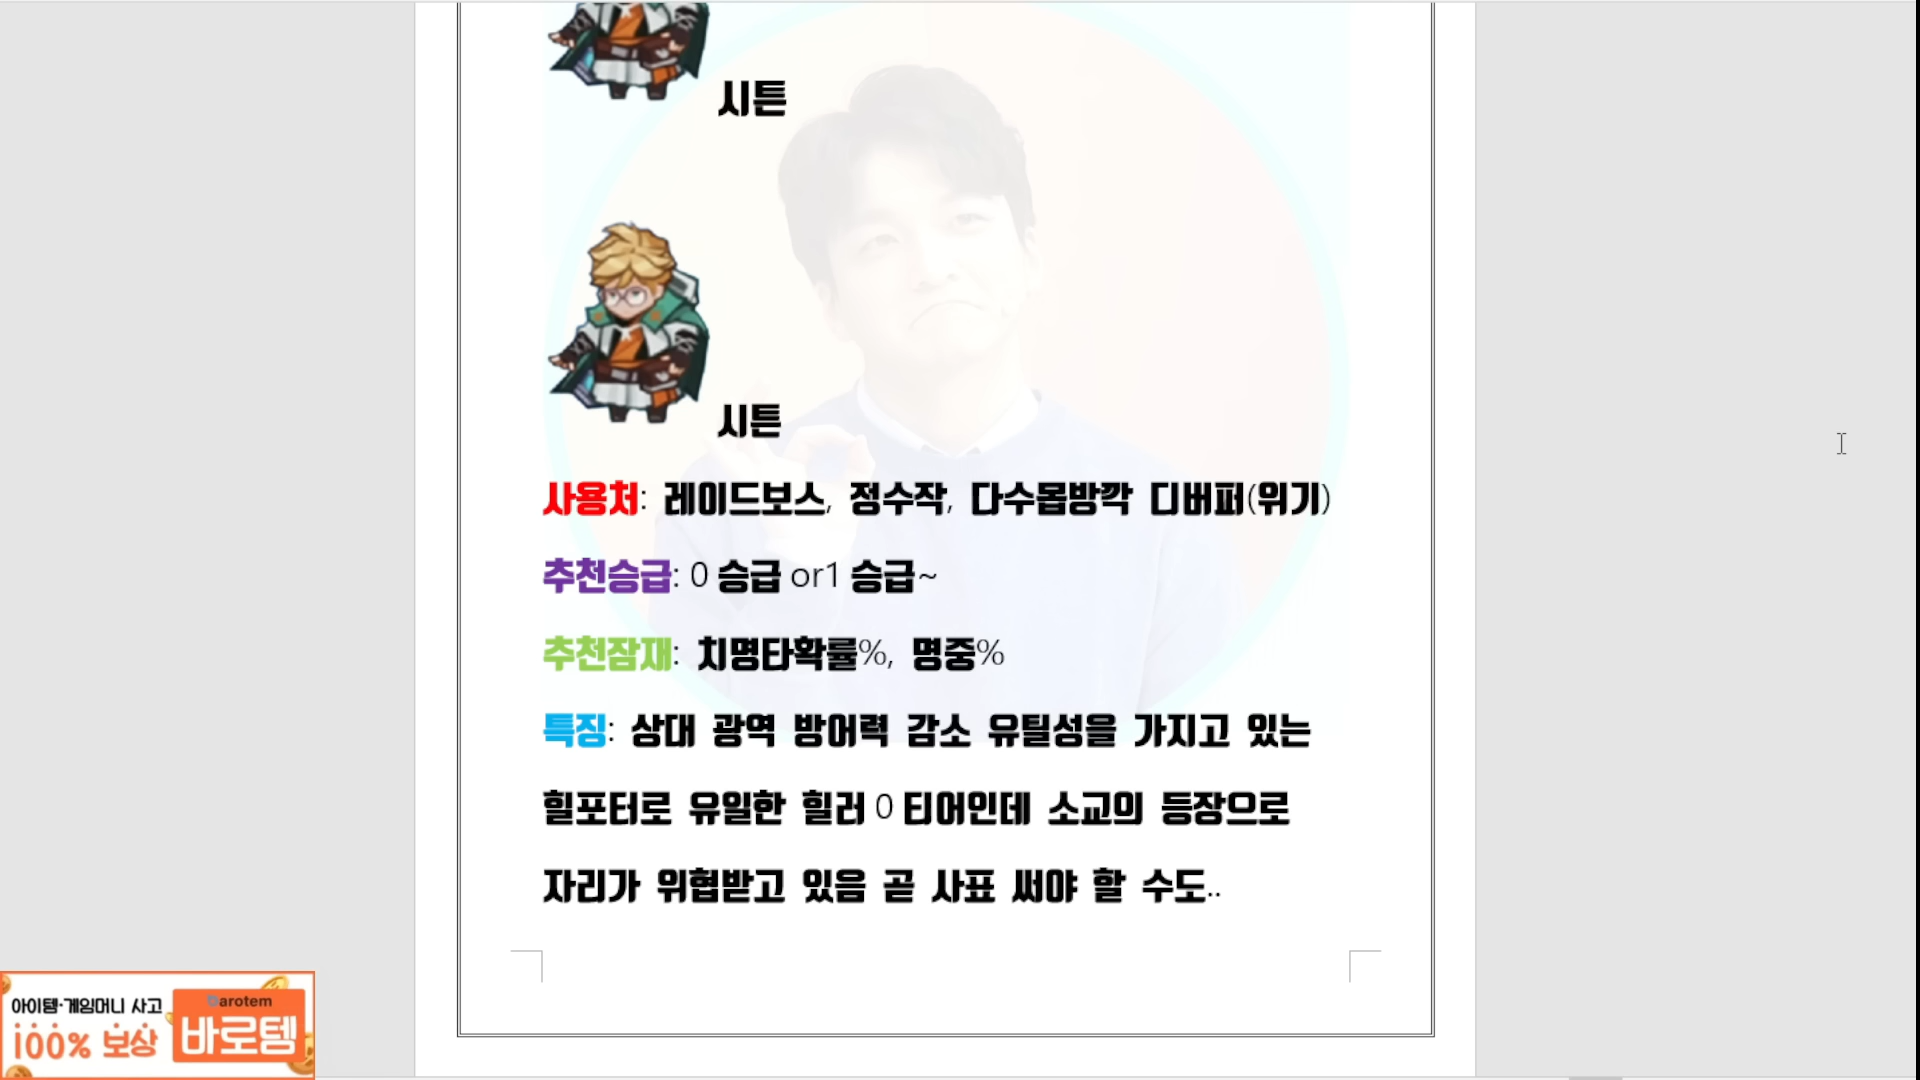 시튼
시튼
사용처: 레이드보스, 정수작, 다수몹방깍 디버퍼(위기)
추천승급: 0 승급 or1 승급~
추천잠재: 치명타확률%, 명중%
특징: 상대 광역 방어력 감소 유틸성을 가지고 있는
힐포터로 유일한 힐러 0 티어인데 소교의 등장으로
자리가 위협받고 있음 곧 사표 써야 할 수도..
아이템·게임머니 사고
100% 보상
Barotem
바로템